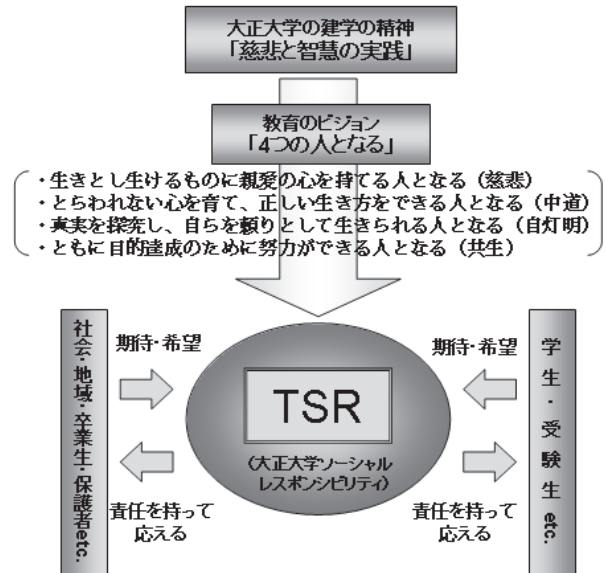 大正大学の建学の精神
「慈悲と智慧の実践」
教育のビジョン
「4つの人となる」
・生きとし生けるものに親愛の心を持てる人となる（慈悲）
・とらわれない心を育て、正しい生き方をできる人となる（中道）
・真実を探究し、自らを頼りとして生きられる人となる（自灯明）
・ともに目的達成のために努力ができる人となる（共生）
社会・地域・卒業生・保護者etc.
期待・希望
責任を持って
応える
TSR
（大正大学ソーシャル
レスポンシビリティ）
期待・希望
責任を持って
応える
学生・受験生 etc.